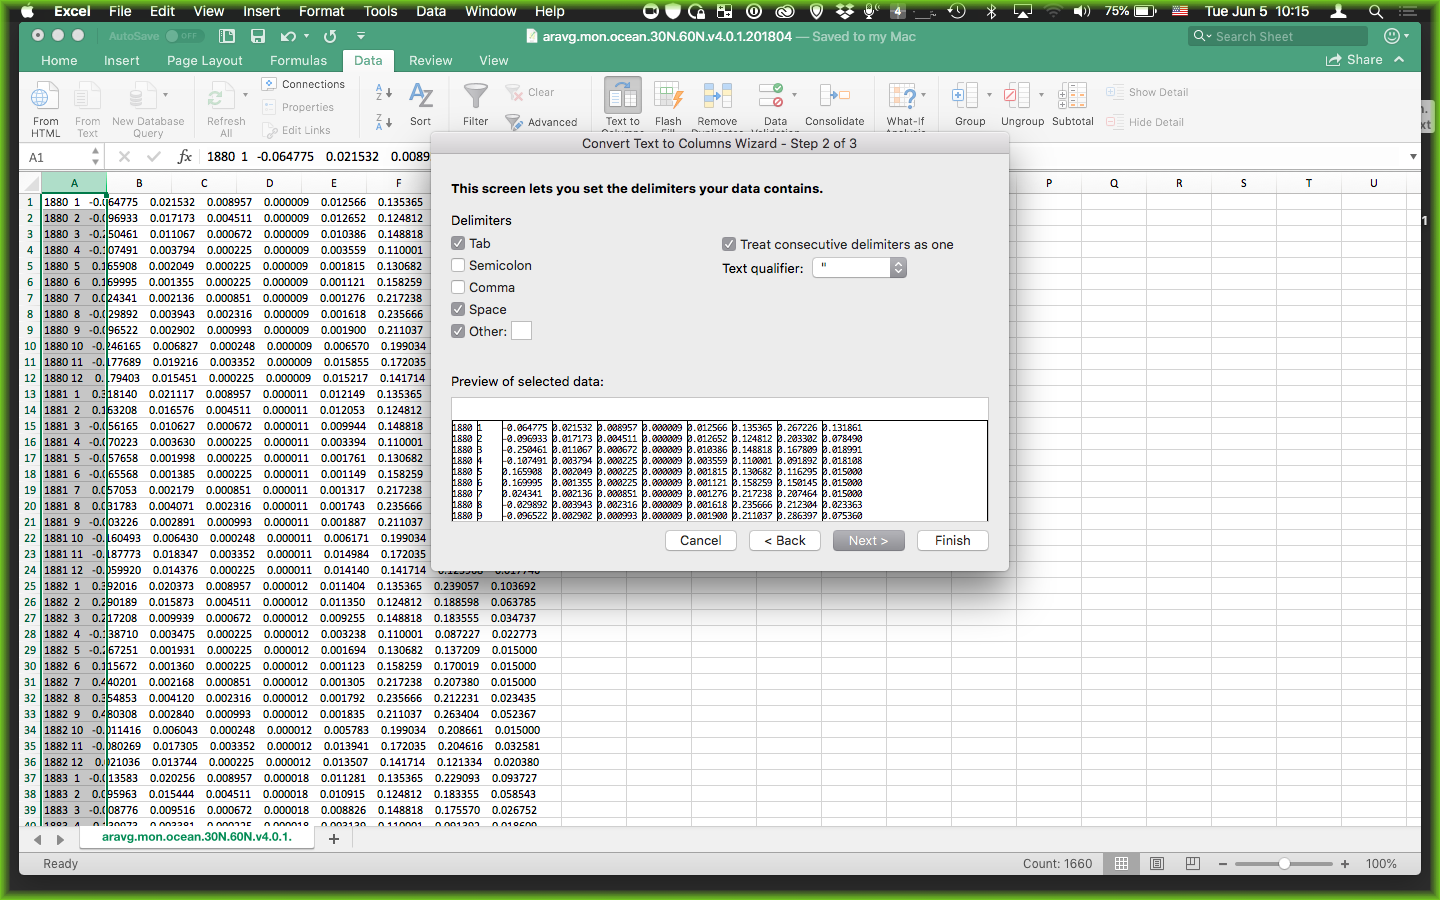 Excel File Edit View Insert Format Tools Data Window Help 4 75% Tue Jun 5 10:15
AutoSave OFF aravg.mon.ocean.30N.60N.v4.0.1.201804 — Saved to my Mac Search Sheet
Home Insert Page Layout Formulas Data Review View Share
Connections Clear Show Detail
Properties
From HTML From Text New Database Query Refresh All Edit Links Sort Filter Advanced Text to Flash Remove Data Consolidate What-If Group Ungroup Subtotal Hide Detail
A1 fx 1880 1 -0.064775 0.021532 0.0089
Convert Text to Columns Wizard - Step 2 of 3
This screen lets you set the delimiters your data contains.
Delimiters
Tab
Semicolon
Comma
Space
Other:
Treat consecutive delimiters as one
Text qualifier: "
Preview of selected data:
1880 1 -0.064775 0.021532 0.008957 0.000009 0.012566 0.135365 0.267226 0.131861
1880 2 -0.096933 0.017173 0.004511 0.000009 0.012652 0.124812 0.203302 0.078490
1880 3 -0.250461 0.011067 0.000672 0.000009 0.010386 0.148818 0.167809 0.018991
1880 4 -0.107491 0.003794 0.000225 0.000009 0.003559 0.110001 0.091892 0.018108
1880 5 0.165908 0.002049 0.000225 0.000009 0.001815 0.130682 0.116295 0.015000
1880 6 0.169995 0.001355 0.000225 0.000009 0.001121 0.158259 0.150145 0.015000
1880 7 0.024341 0.002136 0.000851 0.000009 0.001276 0.217238 0.207464 0.015000
1880 8 -0.029892 0.003943 0.002316 0.000009 0.001618 0.235666 0.212304 0.023363
1880 9 -0.096522 0.002902 0.000993 0.000009 0.001900 0.211037 0.286397 0.075360
Cancel < Back Next > Finish
A B C D E F P Q R S T U
1 1880 1 -0.064775 0.021532 0.008957 0.000009 0.012566 0.135365
2 1880 2 -0.096933 0.017173 0.004511 0.000009 0.012652 0.124812
3 1880 3 -0.250461 0.011067 0.000672 0.000009 0.010386 0.148818
4 1880 4 -0.107491 0.003794 0.000225 0.000009 0.003559 0.110001
5 1880 5 0.165908 0.002049 0.000225 0.000009 0.001815 0.130682
6 1880 6 0.169995 0.001355 0.000225 0.000009 0.001121 0.158259
7 1880 7 0.024341 0.002136 0.000851 0.000009 0.001276 0.217238
8 1880 8 -0.029892 0.003943 0.002316 0.000009 0.001618 0.235666
9 1880 9 -0.096522 0.002902 0.000993 0.000009 0.001900 0.211037
10 1880 10 -0.246165 0.006827 0.000248 0.000009 0.006570 0.199034
11 1880 11 -0.177689 0.019216 0.003352 0.000009 0.015855 0.172035
12 1880 12 0.179403 0.015451 0.000225 0.000009 0.015217 0.141714
13 1881 1 0.318140 0.021117 0.008957 0.000011 0.012149 0.135365
14 1881 2 0.163208 0.016576 0.004511 0.000011 0.012053 0.124812
15 1881 3 -0.056165 0.010627 0.000672 0.000011 0.009944 0.148818
16 1881 4 -0.070223 0.003630 0.000225 0.000011 0.003394 0.110001
17 1881 5 -0.057658 0.001998 0.000225 0.000011 0.001761 0.130682
18 1881 6 -0.065568 0.001385 0.000225 0.000011 0.001149 0.158259
19 1881 7 0.057053 0.002179 0.000851 0.000011 0.001317 0.217238
20 1881 8 0.031783 0.004071 0.002316 0.000011 0.001743 0.235666
21 1881 9 -0.003226 0.002891 0.000993 0.000011 0.001887 0.211037
22 1881 10 -0.160493 0.006430 0.000248 0.000011 0.006171 0.199034
23 1881 11 -0.187773 0.018347 0.003352 0.000011 0.014984 0.172035
24 1881 12 -0.059920 0.014376 0.000225 0.000011 0.014140 0.141714
25 1882 1 0.392016 0.020373 0.008957 0.000012 0.011404 0.135365 0.239057 0.103692
26 1882 2 0.290189 0.015873 0.004511 0.000012 0.011350 0.124812 0.188598 0.063785
27 1882 3 0.217208 0.009939 0.000672 0.000012 0.009255 0.148818 0.183555 0.034737
28 1882 4 -0.138710 0.003475 0.000225 0.000012 0.003238 0.110001 0.087227 0.022773
29 1882 5 -0.267251 0.001931 0.000225 0.000012 0.001694 0.130682 0.137209 0.015000
30 1882 6 0.115672 0.001360 0.000225 0.000012 0.001123 0.158259 0.170019 0.015000
31 1882 7 0.440201 0.002168 0.000851 0.000012 0.001305 0.217238 0.207380 0.015000
32 1882 8 0.354853 0.004120 0.002316 0.000012 0.001792 0.235666 0.212231 0.023435
33 1882 9 0.480308 0.002840 0.000993 0.000012 0.001835 0.211037 0.263404 0.052367
34 1882 10 -0.011416 0.006043 0.000248 0.000012 0.005783 0.199034 0.208661 0.015000
35 1882 11 -0.080269 0.017305 0.003352 0.000012 0.013941 0.172035 0.204616 0.032581
36 1882 12 0.021036 0.013744 0.000225 0.000012 0.013507 0.141714 0.121334 0.020380
37 1883 1 -0.013583 0.020256 0.008957 0.000018 0.011281 0.135365 0.229093 0.093727
38 1883 2 0.095963 0.015444 0.004511 0.000018 0.010915 0.124812 0.183355 0.058543
39 1883 3 -0.008776 0.009516 0.000672 0.000018 0.008826 0.148818 0.175570 0.026752
aravg.mon.ocean.30N.60N.v4.0.1. +
Ready Count: 1660 − + 100%